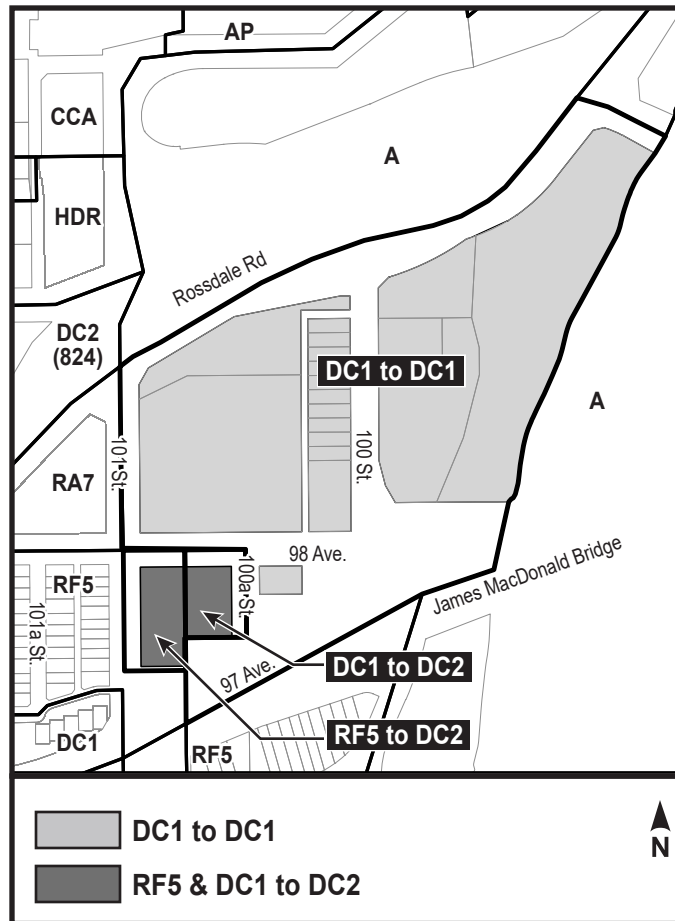 AP
CCA
A
HDR
Rossdale Rd
DC2
(824)
DC1 to DC1
A
101 St.
100 St.
RA7
98 Ave.
100a St.
James MacDonald Bridge
RF5
101a St.
97 Ave.
DC1 to DC2
RF5 to DC2
DC1
RF5
DC1 to DC1
RF5 & DC1 to DC2
N